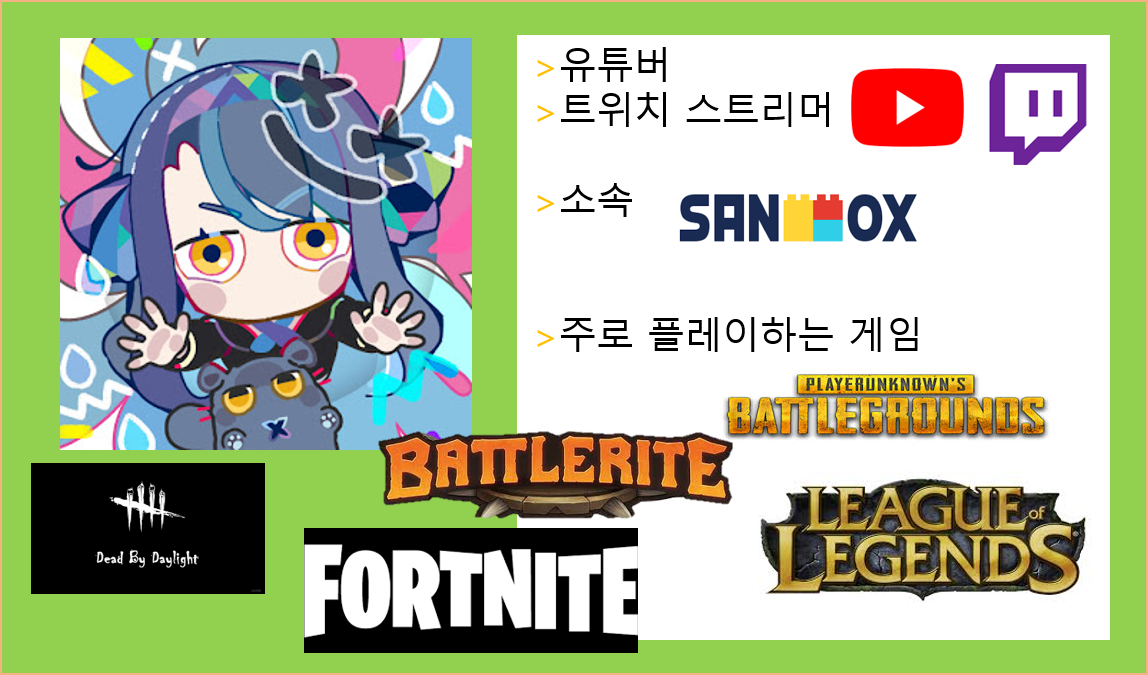 >유튜버
>트위치 스트리머
>소속
SANDBOX
>주로 플레이하는 게임
PLAYERUNKNOWN'S
BATTLEGROUNDS
BATTLERITE
Dead By Daylight
FORTNITE
LEAGUE of
LEGENDS